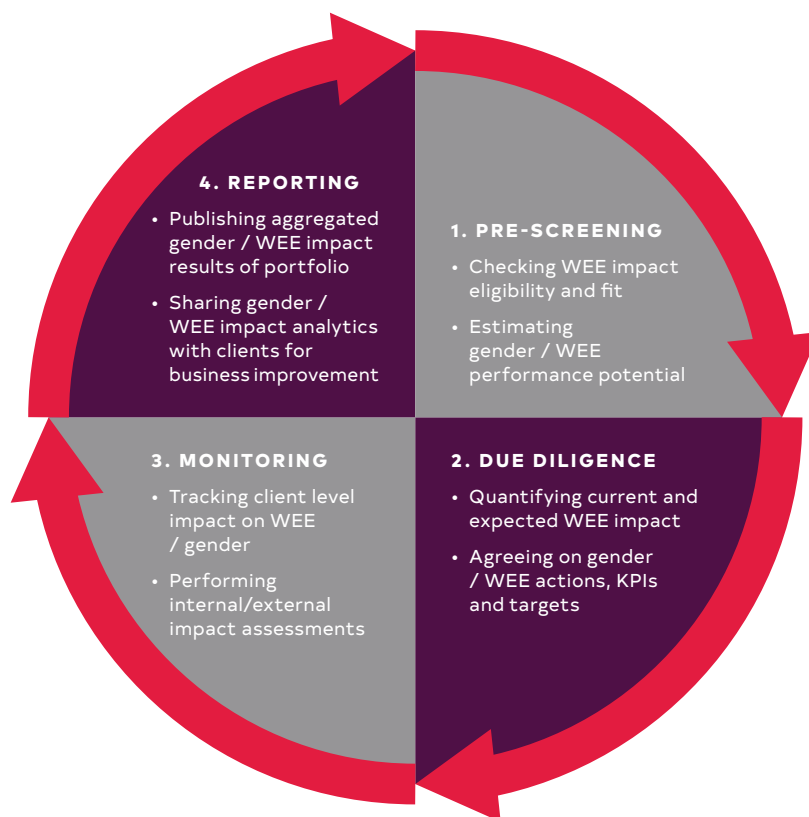 4. REPORTING
• Publishing aggregated
gender / WEE impact
results of portfolio
• Sharing gender /
WEE impact analytics
with clients for
business improvement
1. PRE-SCREENING
• Checking WEE impact
eligibility and fit
• Estimating
gender / WEE
performance potential
3. MONITORING
• Tracking client level
impact on WEE
/ gender
• Performing
internal/external
impact assessments
2. DUE DILIGENCE
• Quantifying current and
expected WEE impact
• Agreeing on gender
/ WEE actions, KPIs
and targets